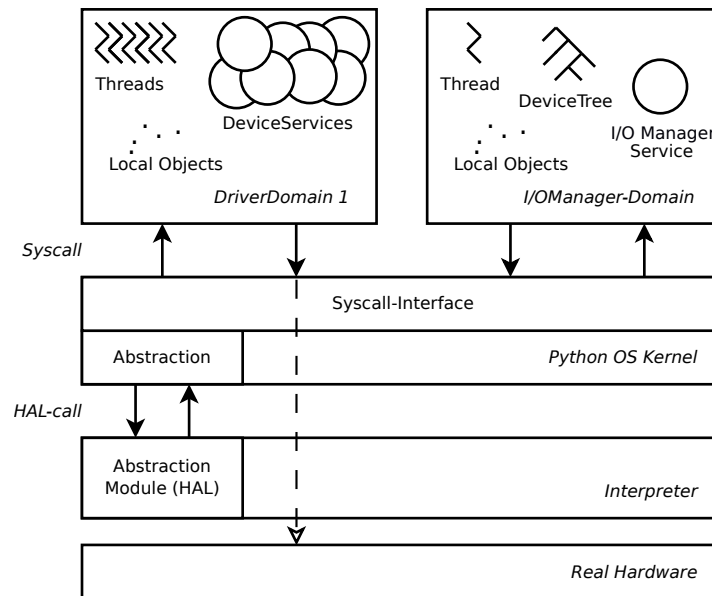 Threads
DeviceServices
Local Objects
DriverDomain 1
Thread
DeviceTree
I/O Manager
Service
Local Objects
I/OManager-Domain
Syscall
Syscall-Interface
Abstraction
Python OS Kernel
HAL-call
Abstraction
Module (HAL)
Interpreter
Real Hardware